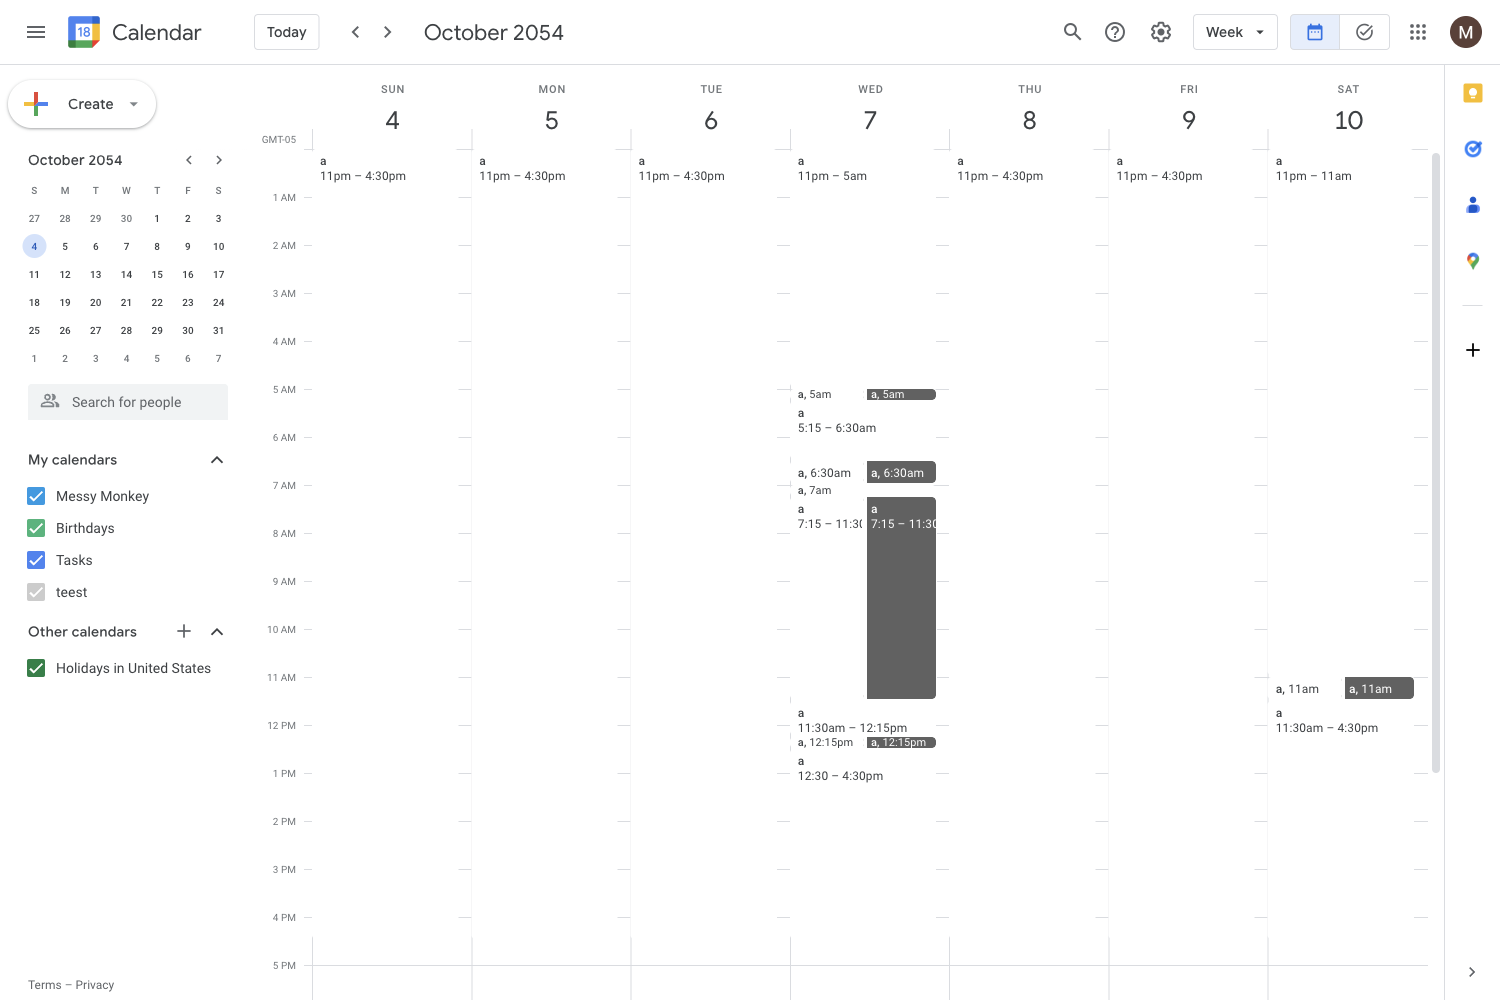 18 Calendar Today October 2054 Week M
Create
October 2054
S M T W T F S
27 28 29 30 1 2 3
4 5 6 7 8 9 10
11 12 13 14 15 16 17
18 19 20 21 22 23 24
25 26 27 28 29 30 31
1 2 3 4 5 6 7
Search for people
My calendars
Messy Monkey
Birthdays
Tasks
teest
Other calendars
Holidays in United States
Terms – Privacy
SUN MON TUE WED THU FRI SAT
4 5 6 7 8 9 10
GMT-05
a a a a a a a
11pm – 4:30pm 11pm – 4:30pm 11pm – 4:30pm 11pm – 5am 11pm – 4:30pm 11pm – 4:30pm 11pm – 11am
1 AM
2 AM
3 AM
4 AM
5 AM
a, 5am a, 5am
a
5:15 – 6:30am
6 AM
a, 6:30am a, 6:30am
7 AM
a, 7am
a a
7:15 – 11:30 7:15 – 11:30
8 AM
9 AM
10 AM
11 AM
a, 11am a, 11am
a a
11:30am – 12:15pm 11:30am – 4:30pm
12 PM
a, 12:15pm a, 12:15pm
a
12:30 – 4:30pm
1 PM
2 PM
3 PM
4 PM
5 PM